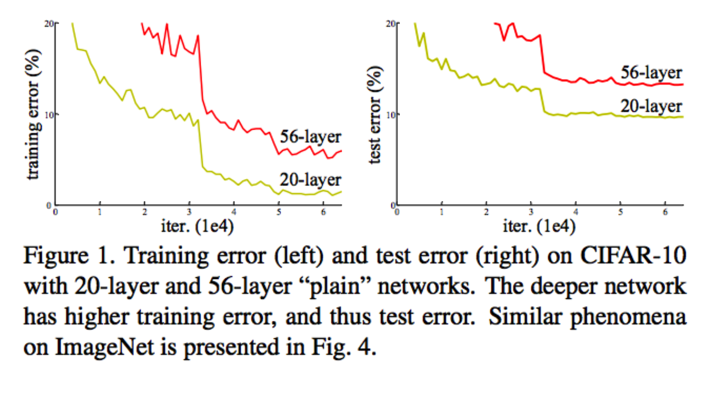 20
10
0
training error (%)
0 1 2 3 4 5 6
iter. (1e4)
56-layer
20-layer
20
10
0
test error (%)
0 1 2 3 4 5 6
iter. (1e4)
56-layer
20-layer
Figure 1. Training error (left) and test error (right) on CIFAR-10
with 20-layer and 56-layer “plain” networks. The deeper network
has higher training error, and thus test error. Similar phenomena
on ImageNet is presented in Fig. 4.